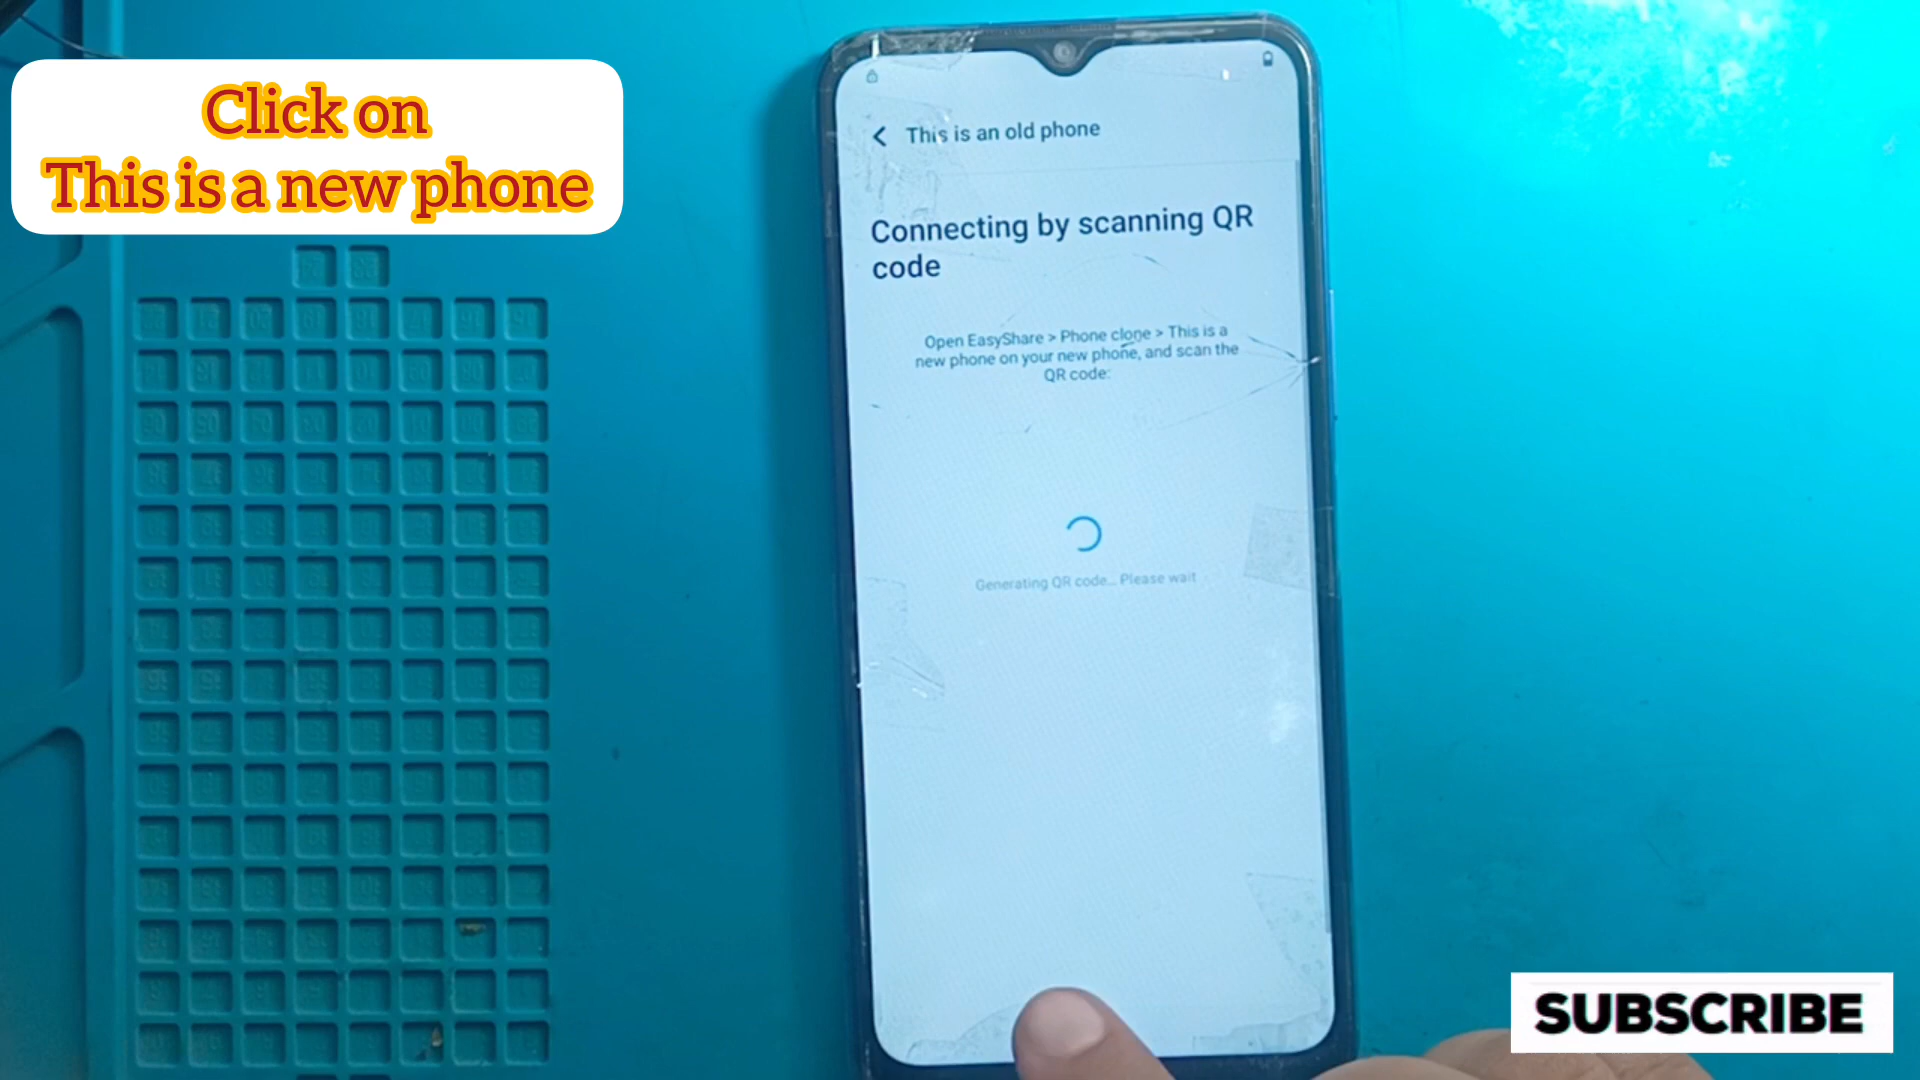 Click on
This is a new phone
This is an old phone
Connecting by scanning QR
code
Open EasyShare > Phone clone > This is a
new phone on your new phone, and scan the
QR code:
Generating QR code... Please wait
SUBSCRIBE